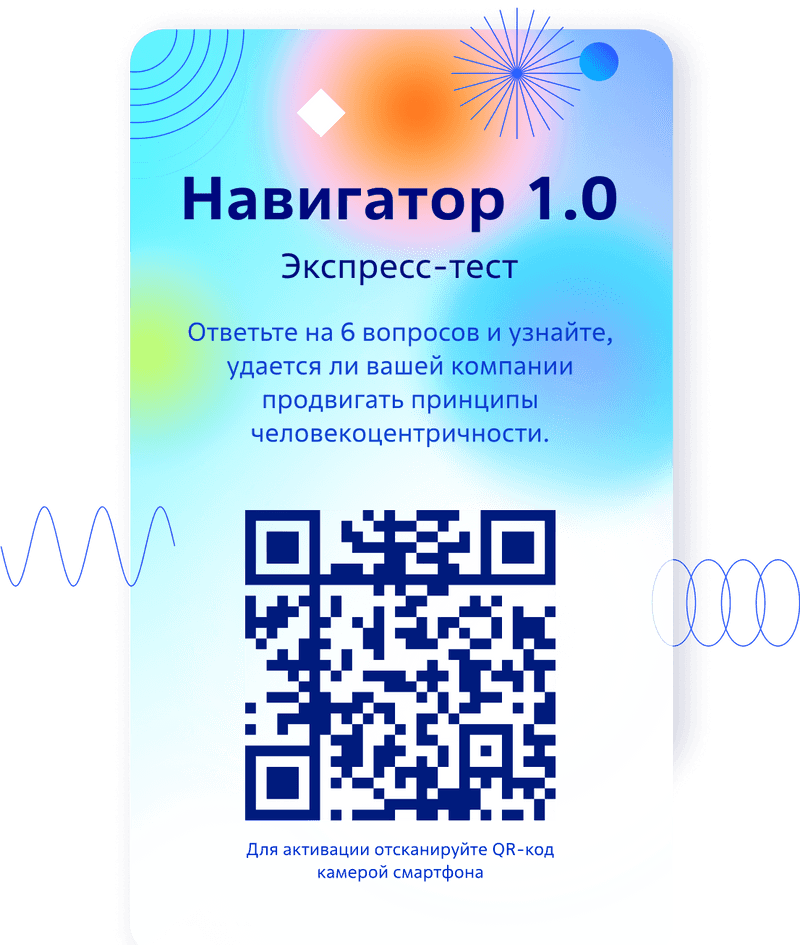 Навигатор 1.0
Экспресс-тест
Ответьте на 6 вопросов и узнайте,
удается ли вашей компании
продвигать принципы
человекоцентричности.
Для активации отсканируйте QR-код
камерой смартфона